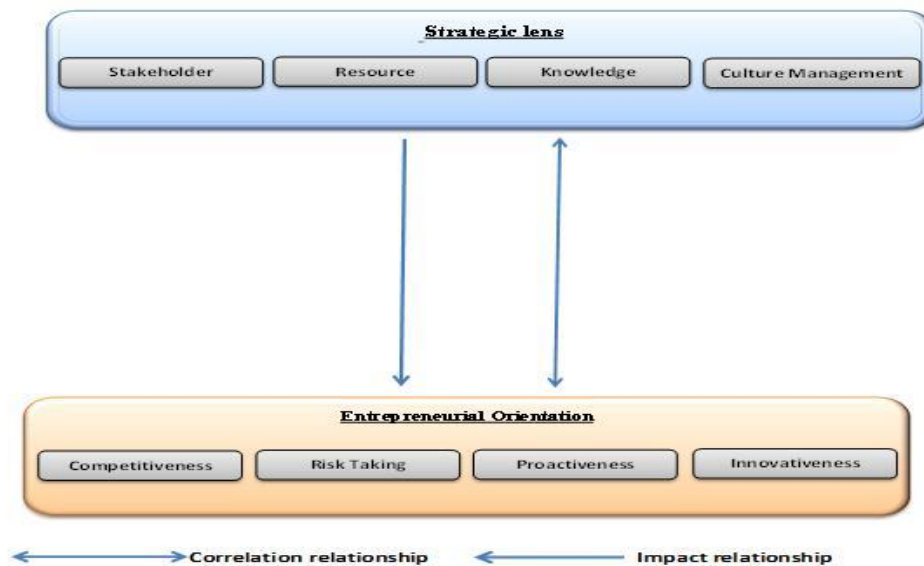 Strategic lens
Stakeholder Resource Knowledge Culture Management
Entrepreneurial Orientation
Competitiveness Risk Taking Proactiveness Innovativeness
Correlation relationship Impact relationship